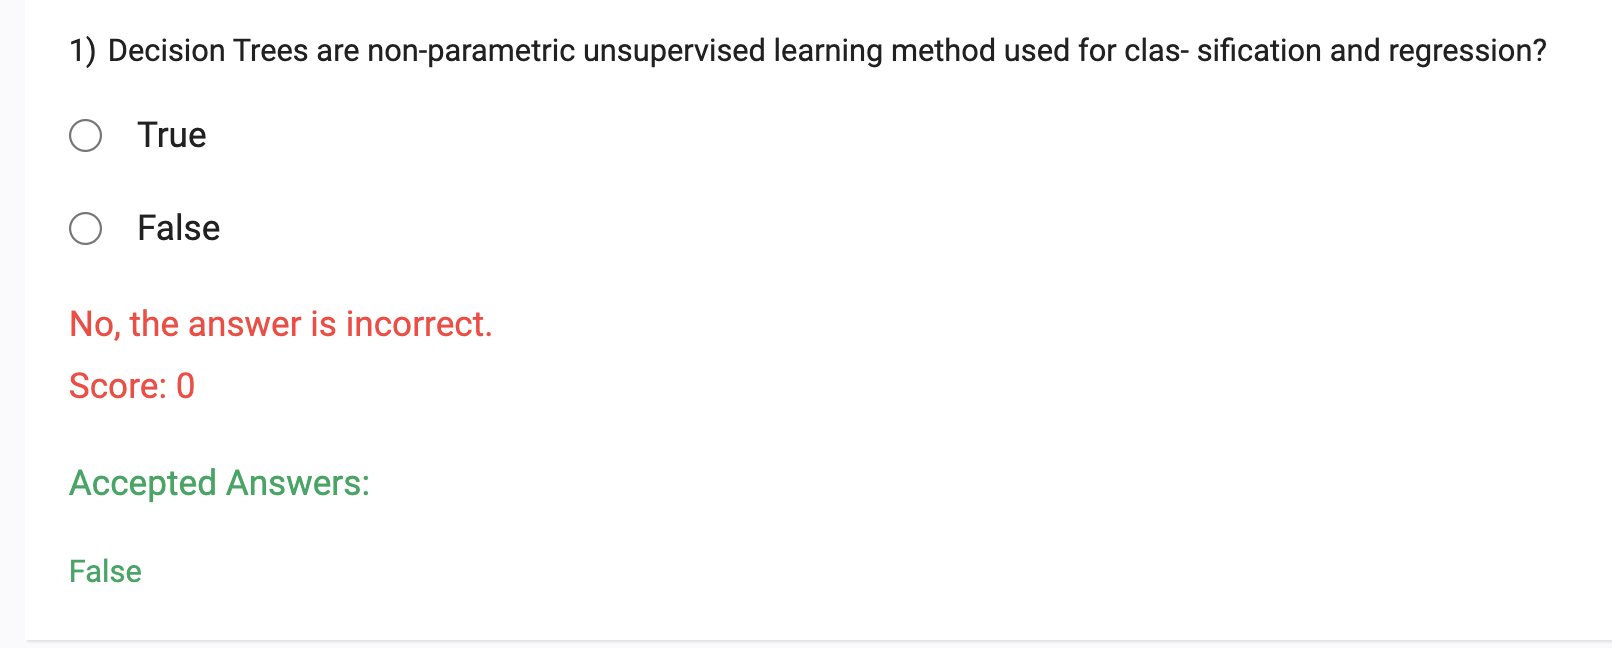 1) Decision Trees are non-parametric unsupervised learning method used for clas- sification and regression?
True
False
No, the answer is incorrect.
Score: 0
Accepted Answers:
False